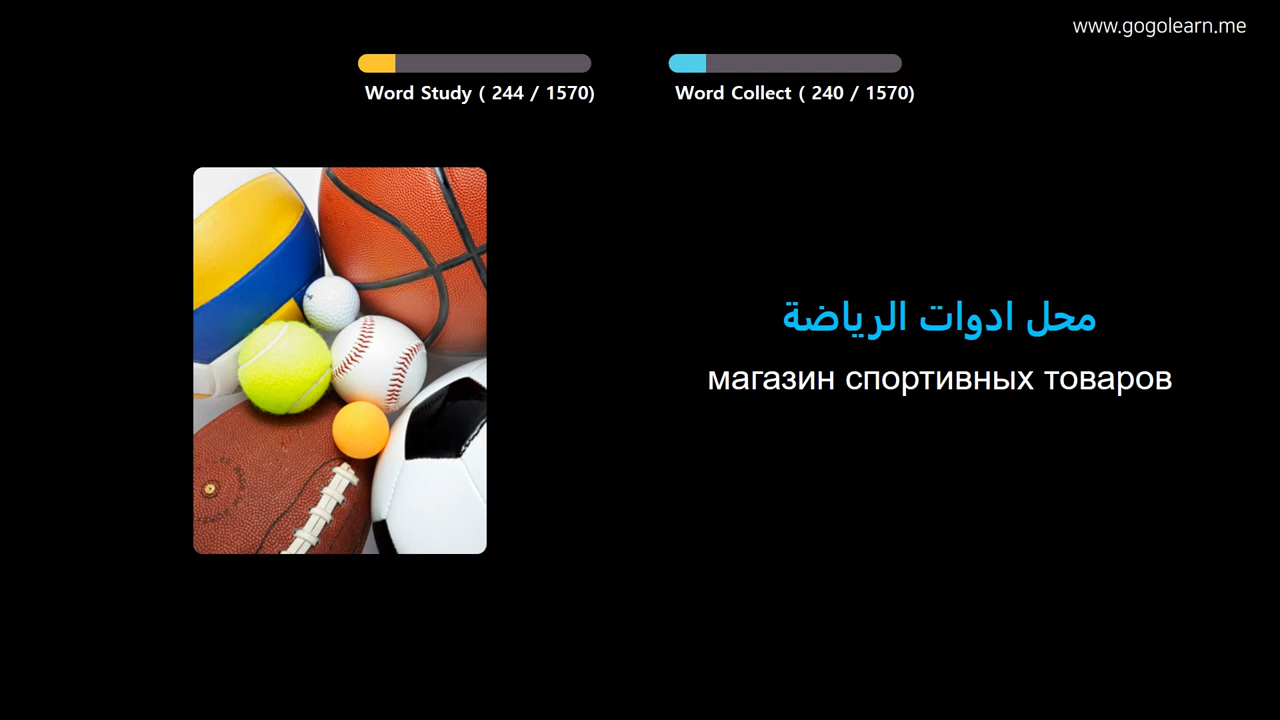 www.gogolearn.me
Word Study ( 244 / 1570)
Word Collect ( 240 / 1570)
محل ادوات الرياضة
магазин спортивных товаров